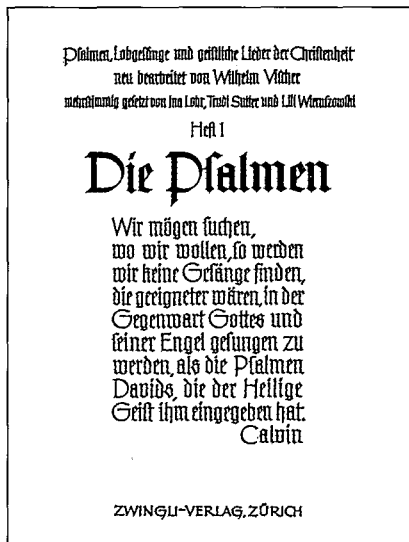 Psalmen, Lobgesänge und geistliche Lieder der Christenheit
neu bearbeitet von Wilhelm Vischer
mehrstimmig gesetzt von Ina Lohr, Trudi Sutter und Lili Wieruszowski
Heft 1
Die Psalmen
Wir mögen suchen,
wo wir wollen, so werden
wir keine Gesänge finden,
die geeigneter wären, in der
Gegenwart Gottes und
seiner Engel gesungen zu
werden, als die Psalmen
Davids, die der Heilige
Geist ihm eingegeben hat.
Calvin
ZWINGLI-VERLAG, ZÜRICH